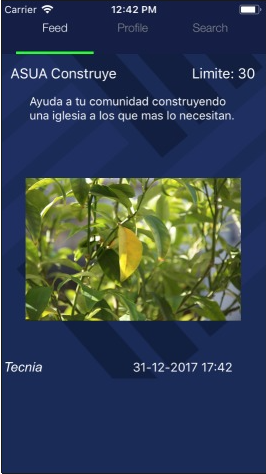 Carrier 12:42 PM
Feed Profile Search
ASUA Construye Limite: 30
Ayuda a tu comunidad construyendo
una iglesia a los que mas lo necesitan.
Tecnia 31-12-2017 17:42